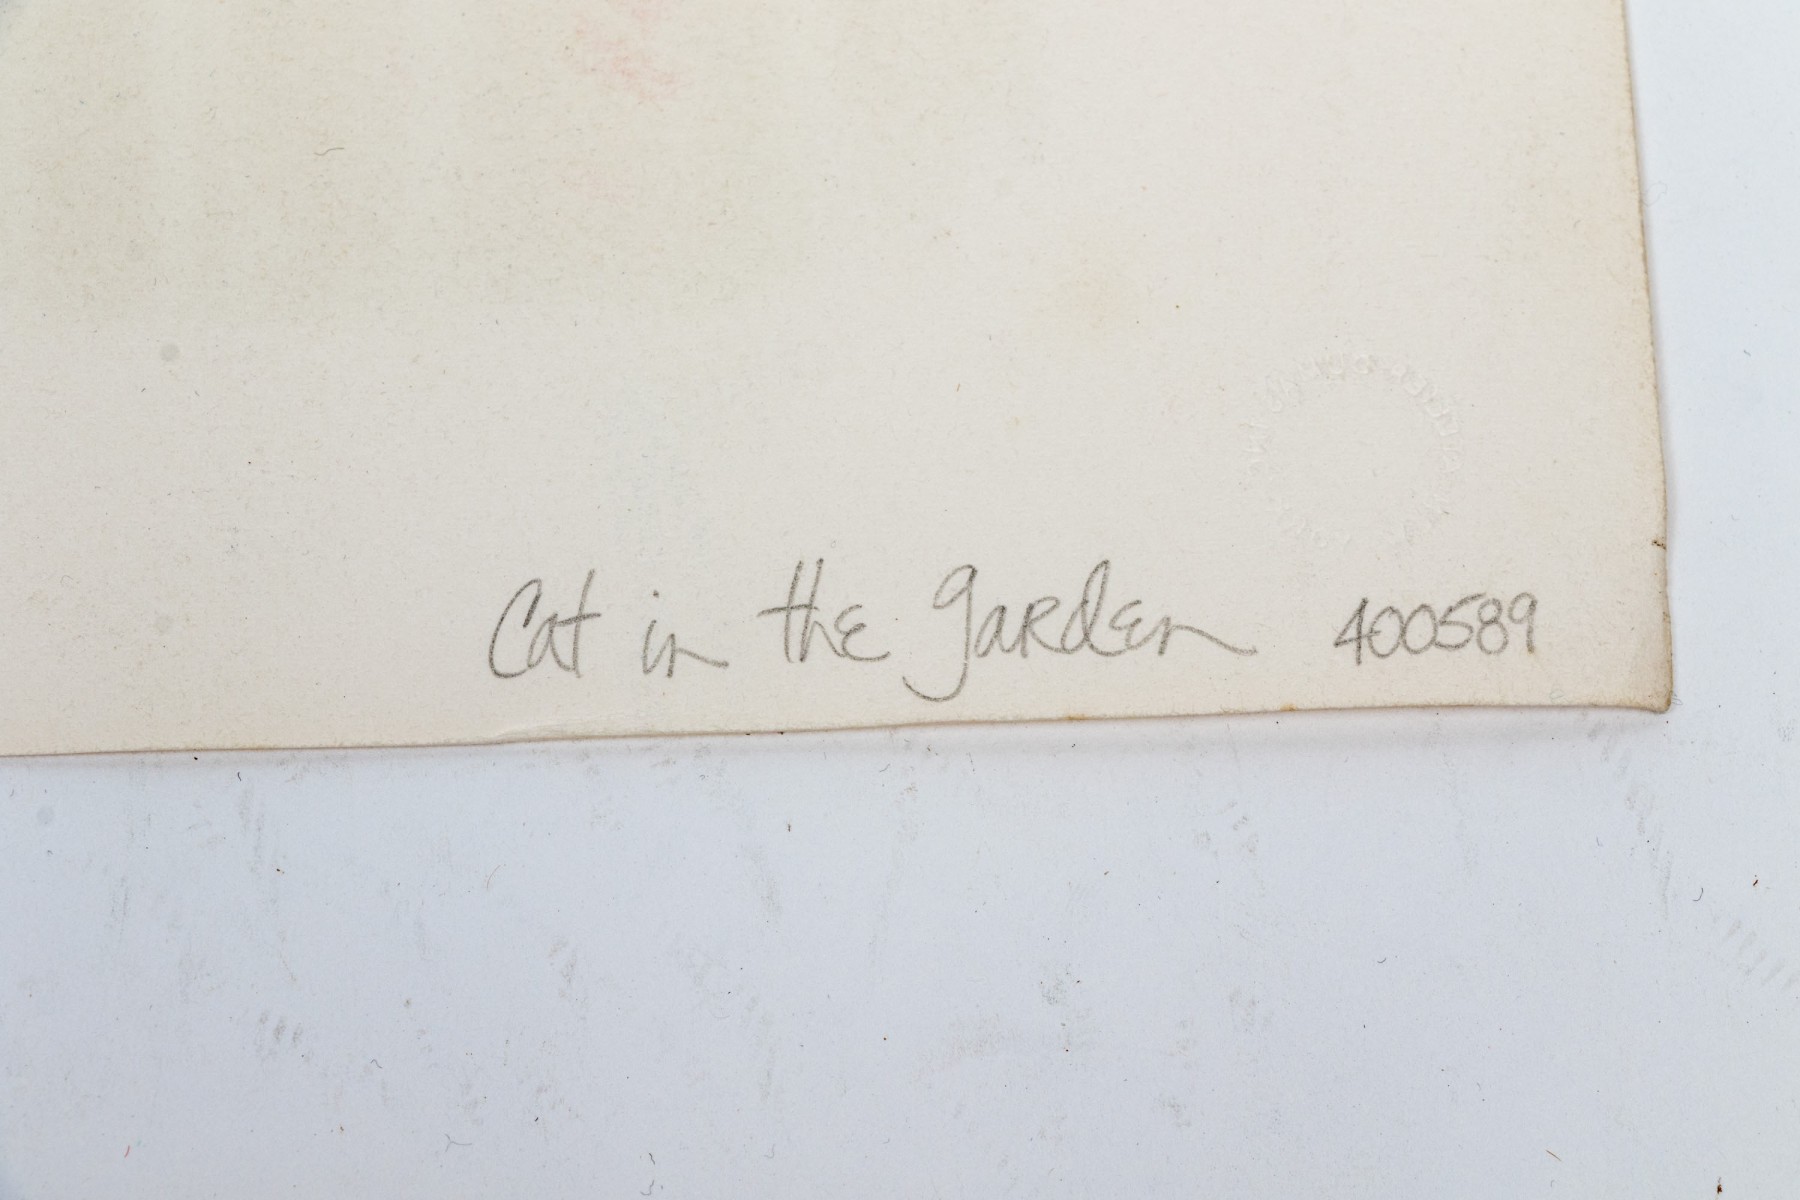 Cat in the garden 400589